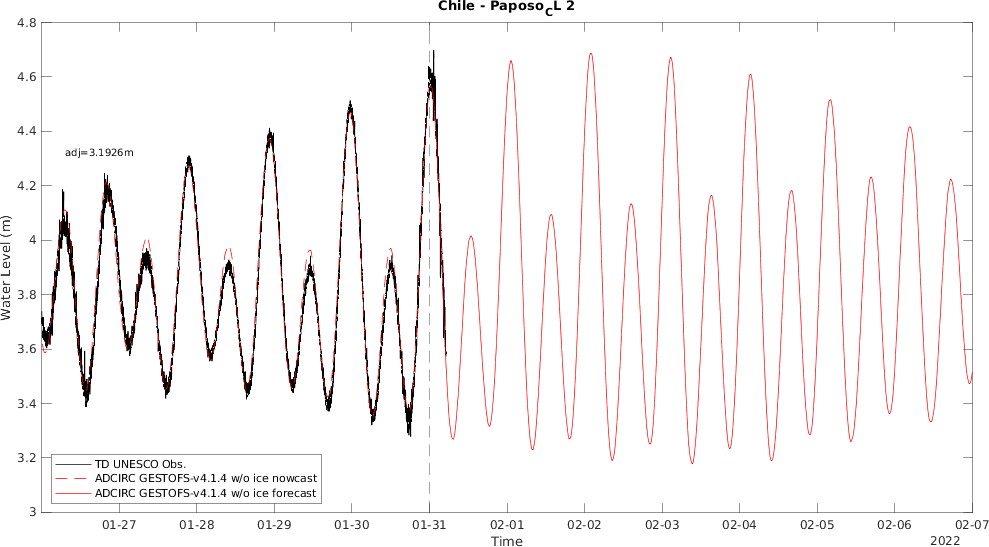 Chile - Paposo_CL 2
4.8
4.6
4.4
4.2
4
3.8
3.6
3.4
3.2
3
Water Level (m)
adj=3.1926m
TD UNESCO Obs.
ADCIRC GESTOFS-v4.1.4 w/o ice nowcast
ADCIRC GESTOFS-v4.1.4 w/o ice forecast
01-27 01-28 01-29 01-30 01-31 02-01 02-02 02-03 02-04 02-05 02-06 02-07
Time
2022